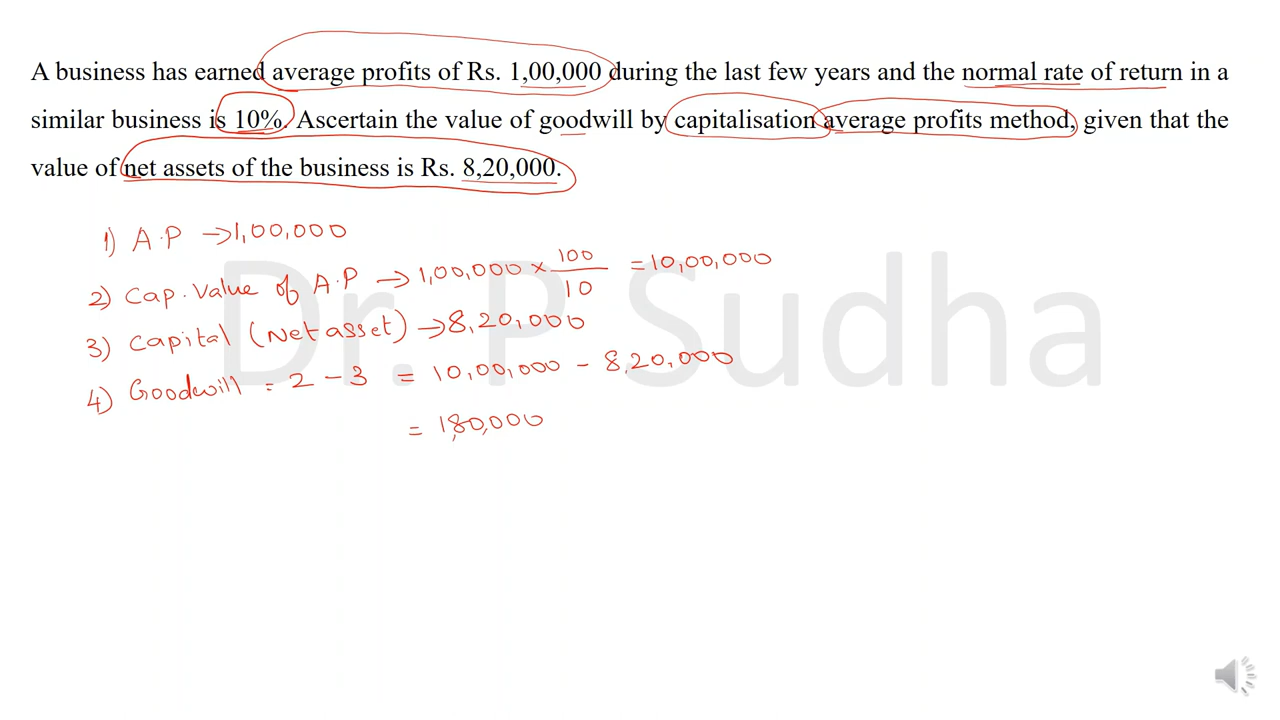 A business has earned average profits of Rs. 1,00,000 during the last few years and the normal rate of return in a
similar business is 10%. Ascertain the value of goodwill by capitalisation average profits method, given that the
value of net assets of the business is Rs. 8,20,000.
1) A.P → 1,00,000
2) Cap. Value of A.P → 1,00,000 × 100/10 = 10,00,000
3) Capital (Net asset) → 8,20,000
4) Goodwill = 2 - 3 = 10,00,000 - 8,20,000
= 1,80,000
Dr. P Sudha